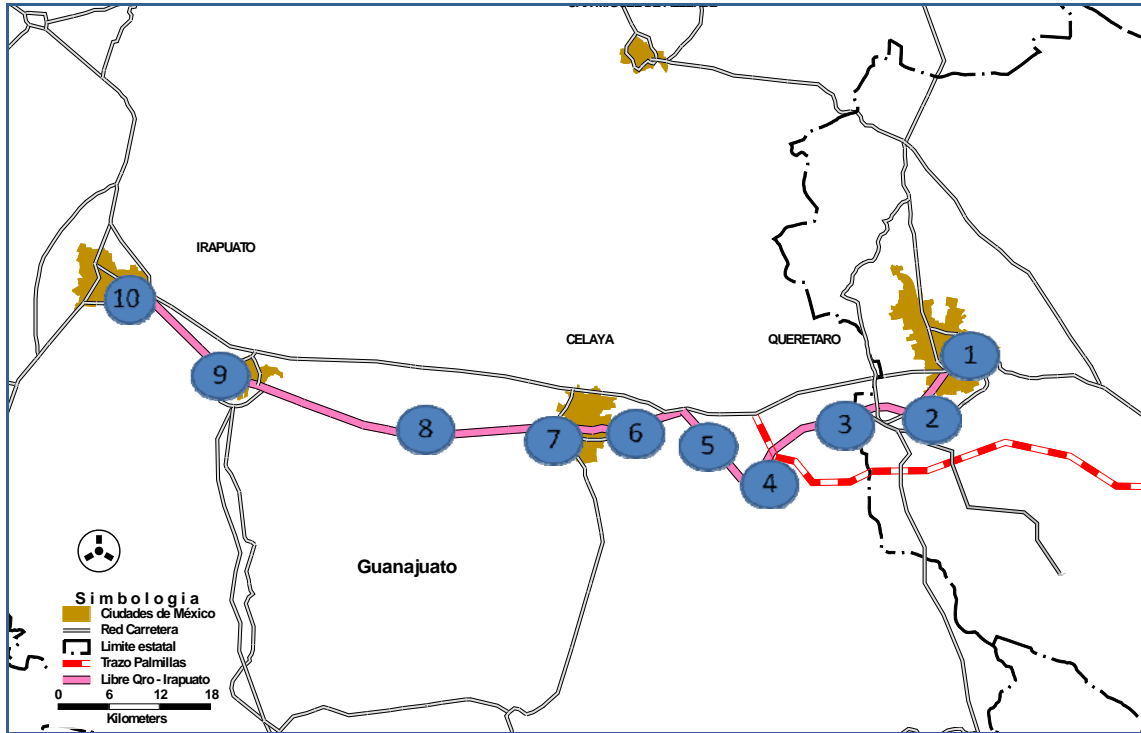 IRAPUATO
10
CELAYA
QUERETARO
1
9
8
7
6
5
4
3
2
Guanajuato
Simbologia
Ciudades de México
Red Carretera
Limite estatal
Trazo Palmillas
Libre Qro - Irapuato
0 6 12 18
Kilometers